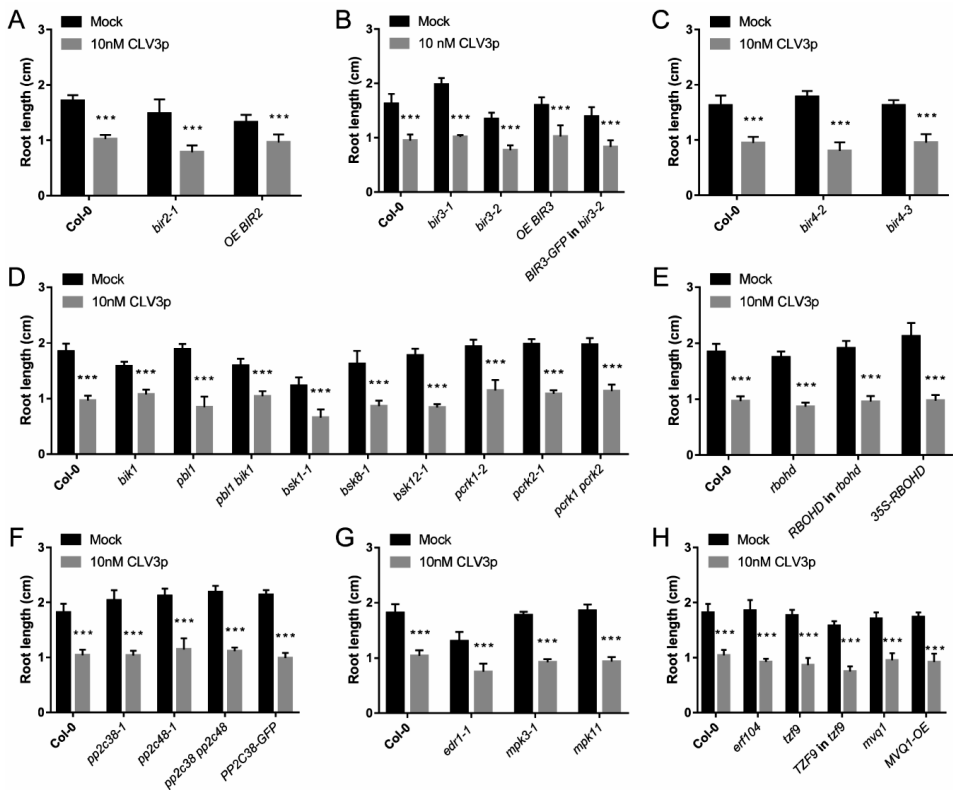 A
Mock
10nM CLV3p
Root length (cm)
3
2
1
0
***
***
***
Col-0
bir2-1
OE BIR2
B
Mock
10 nM CLV3p
Root length (cm)
3
2
1
0
***
***
***
***
***
Col-0
bir3-1
bir3-2
OE BIR3
BIR3-GFP in bir3-2
C
Mock
10nM CLV3p
Root length (cm)
3
2
1
0
***
***
***
Col-0
bir4-2
bir4-3
D
Mock
10nM CLV3p
Root length (cm)
3
2
1
0
***
***
***
***
***
***
***
***
***
***
Col-0
bik1
pbl1
pbl1 bik1
bsk1-1
bsk8-1
bsk12-1
pcrk1-2
pcrk2-1
pcrk1 pcrk2
E
Mock
10nM CLV3p
Root length (cm)
3
2
1
0
***
***
***
***
Col-0
rbohd
RBOHD in rbohd
35S-RBOHD
F
Mock
10nM CLV3p
Root length (cm)
3
2
1
0
***
***
***
***
***
Col-0
pp2c38-1
pp2c48-1
pp2c38 pp2c48
PP2C38-GFP
G
Mock
10nM CLV3p
Root length (cm)
3
2
1
0
***
***
***
***
Col-0
edr1-1
mpk3-1
mpk11
H
Mock
10nM CLV3p
Root length (cm)
3
2
1
0
***
***
***
***
***
***
Col-0
erf104
tzf9
TZF9 in tzf9
mvq1
MVQ1-OE